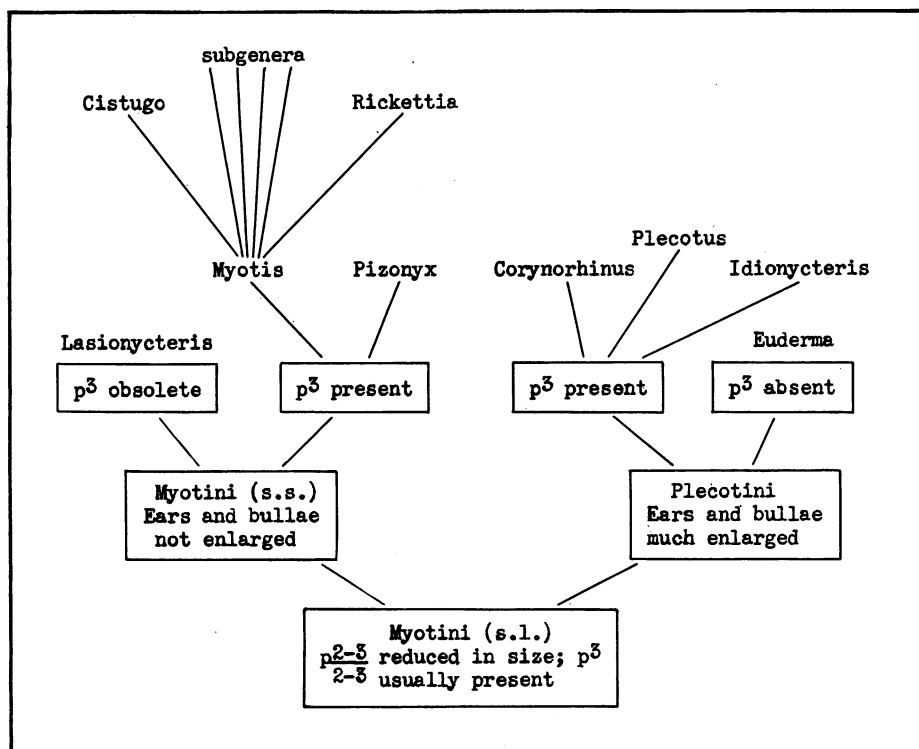 subgenera
Cistugo
Rickettia
Plecotus
Myotis
Pizonyx
Corynorhinus
Idionycteris
Lasionycteris
Euderma
p³ obsolete
p³ present
p³ present
p³ absent
Myotini (s.s.)
Ears and bullae
not enlarged
Plecotini
Ears and bullae
much enlarged
Myotini (s.l.)
p2-3/2-3 reduced in size; p³
usually present